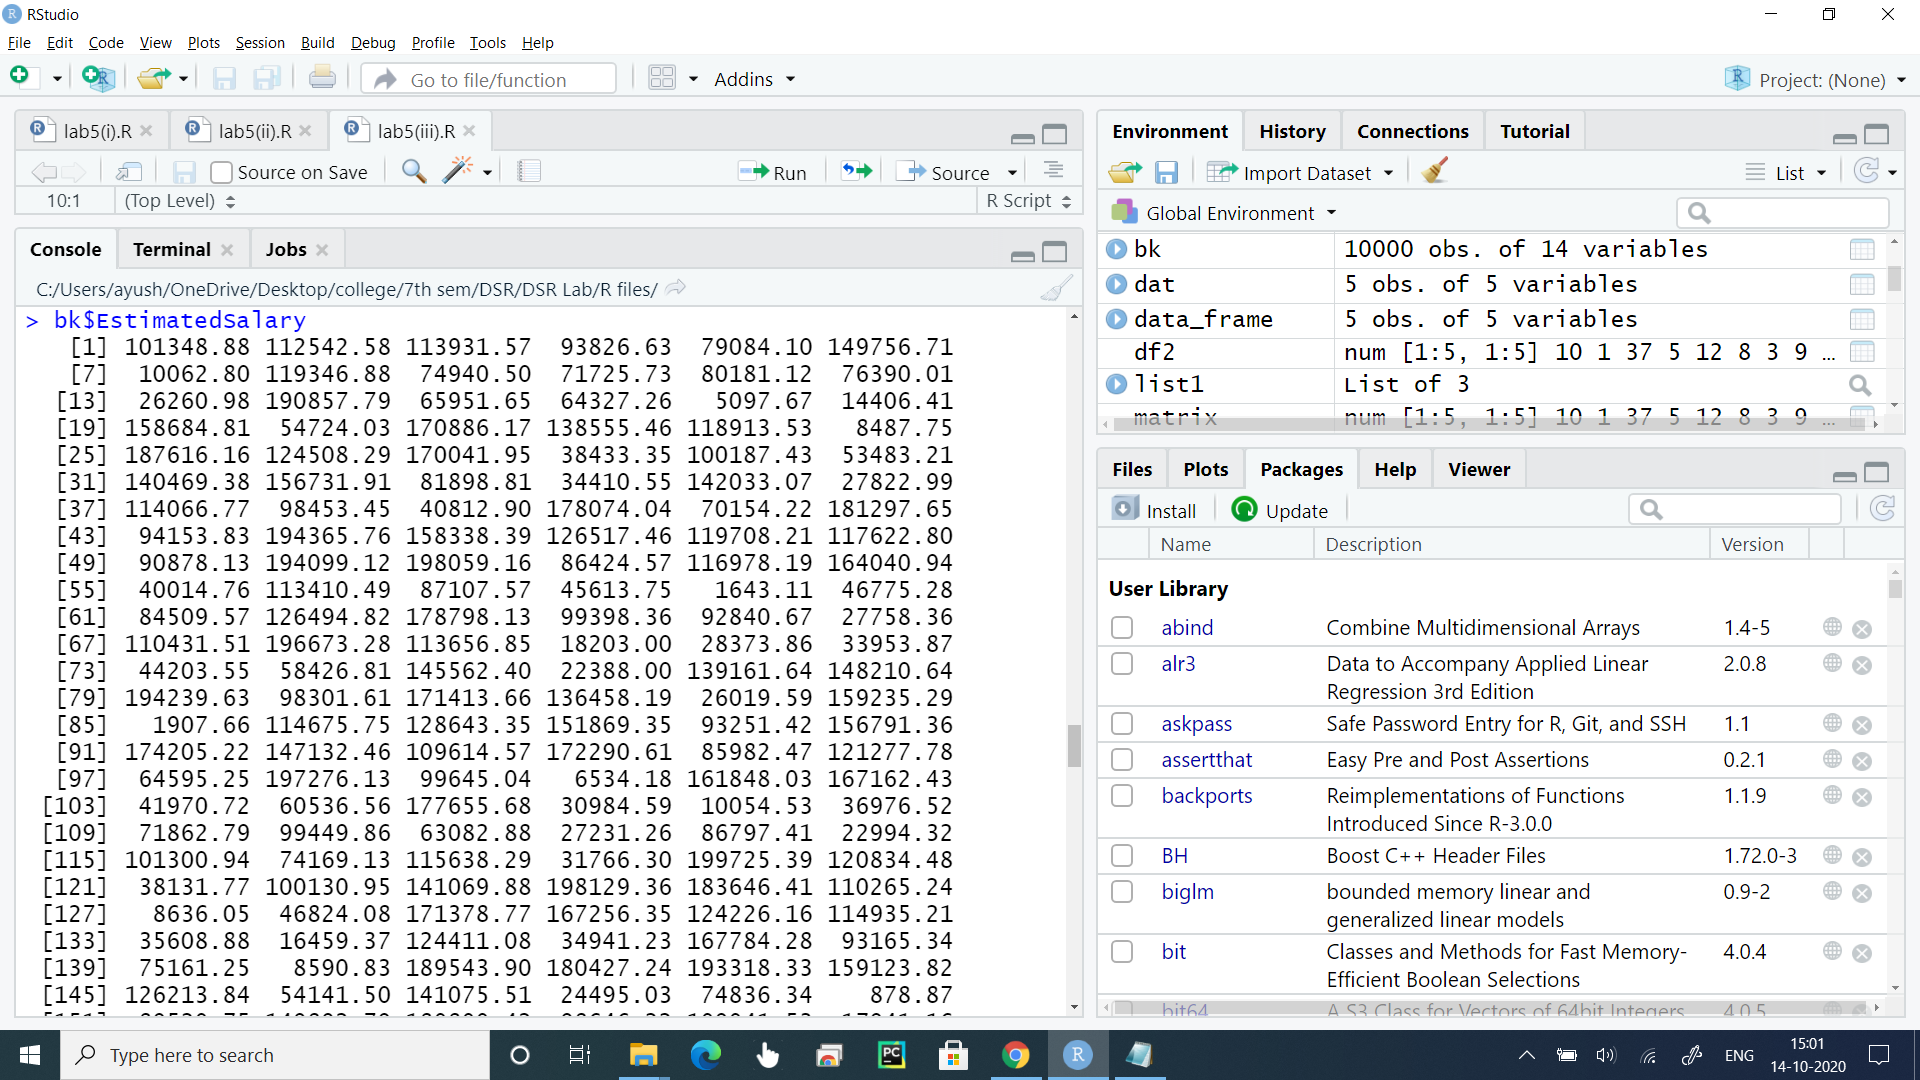 RStudio
File Edit Code View Plots Session Build Debug Profile Tools Help
Go to file/function Addins Project: (None)
lab5(i).R lab5(ii).R lab5(iii).R
Source on Save Run Source
10:1 (Top Level) R Script
Console Terminal Jobs
C:/Users/ayush/OneDrive/Desktop/college/7th sem/DSR/DSR Lab/R files/
> bk$EstimatedSalary
[1] 101348.88 112542.58 113931.57 93826.63 79084.10 149756.71
[7] 10062.80 119346.88 74940.50 71725.73 80181.12 76390.01
[13] 26260.98 190857.79 65951.65 64327.26 5097.67 14406.41
[19] 158684.81 54724.03 170886.17 138555.46 118913.53 8487.75
[25] 187616.16 124508.29 170041.95 38433.35 100187.43 53483.21
[31] 140469.38 156731.91 81898.81 34410.55 142033.07 27822.99
[37] 114066.77 98453.45 40812.90 178074.04 70154.22 181297.65
[43] 94153.83 194365.76 158338.39 126517.46 119708.21 117622.80
[49] 90878.13 194099.12 198059.16 86424.57 116978.19 164040.94
[55] 40014.76 113410.49 87107.57 45613.75 1643.11 46775.28
[61] 84509.57 126494.82 178798.13 99398.36 92840.67 27758.36
[67] 110431.51 196673.28 113656.85 18203.00 28373.86 33953.87
[73] 44203.55 58426.81 145562.40 22388.00 139161.64 148210.64
[79] 194239.63 98301.61 171413.66 136458.19 26019.59 159235.29
[85] 1907.66 114675.75 128643.35 151869.35 93251.42 156791.36
[91] 174205.22 147132.46 109614.57 172290.61 85982.47 121277.78
[97] 64595.25 197276.13 99645.04 6534.18 161848.03 167162.43
[103] 41970.72 60536.56 177655.68 30984.59 10054.53 36976.52
[109] 71862.79 99449.86 63082.88 27231.26 86797.41 22994.32
[115] 101300.94 74169.13 115638.29 31766.30 199725.39 120834.48
[121] 38131.77 100130.95 141069.88 198129.36 183646.41 110265.24
[127] 8636.05 46824.08 171378.77 167256.35 124226.16 114935.21
[133] 35608.88 16459.37 124411.08 34941.23 167784.28 93165.34
[139] 75161.25 8590.83 189543.90 180427.24 193318.33 159123.82
[145] 126213.84 54141.50 141075.51 24495.03 74836.34 878.87
Environment History Connections Tutorial
Import Dataset List
Global Environment
bk 10000 obs. of 14 variables
dat 5 obs. of 5 variables
data_frame 5 obs. of 5 variables
df2 num [1:5, 1:5] 10 1 37 5 12 8 3 9 ...
list1 List of 3
matrix num [1:5, 1:5] 10 1 37 5 12 8 3 9 ...
Files Plots Packages Help Viewer
Install Update
Name Description Version
User Library
abind Combine Multidimensional Arrays 1.4-5
alr3 Data to Accompany Applied Linear 2.0.8
Regression 3rd Edition
askpass Safe Password Entry for R, Git, and SSH 1.1
assertthat Easy Pre and Post Assertions 0.2.1
backports Reimplementations of Functions 1.1.9
Introduced Since R-3.0.0
BH Boost C++ Header Files 1.72.0-3
biglm bounded memory linear and 0.9-2
generalized linear models
bit Classes and Methods for Fast Memory- 4.0.4
Efficient Boolean Selections
bit64 A S3 Class for Vectors of 64bit Integers 4.0.5
Type here to search PC R ENG 15:01
14-10-2020